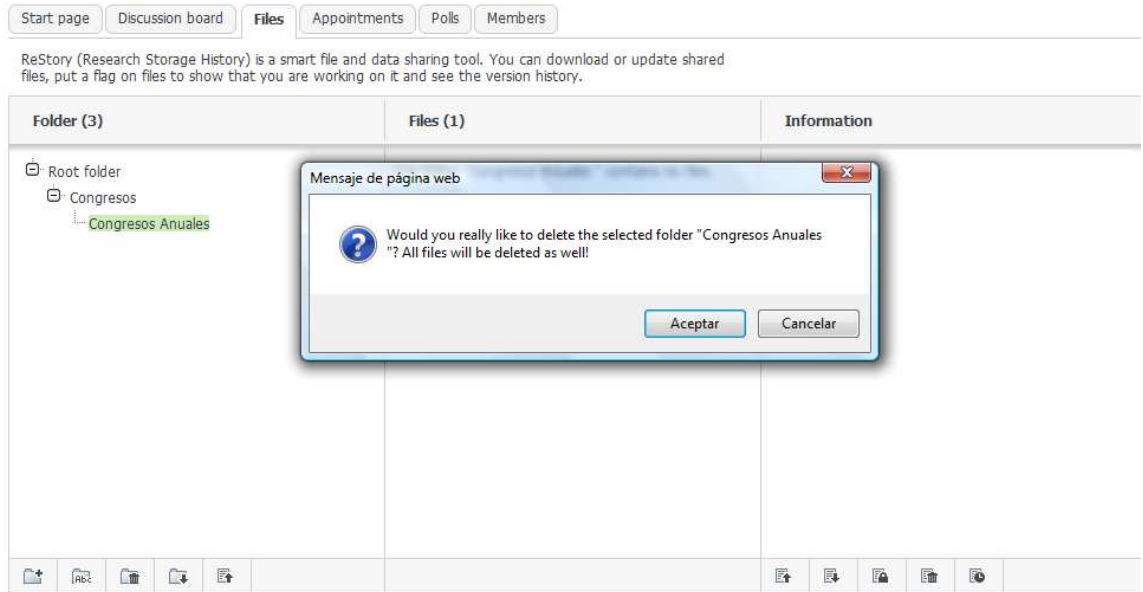 Start page Discussion board Files Appointments Polls Members
ReStory (Research Storage History) is a smart file and data sharing tool. You can download or update shared
files, put a flag on files to show that you are working on it and see the version history.
Folder (3) Files (1) Information
Root folder
Congresos
Congresos Anuales
Mensaje de página web
Would you really like to delete the selected folder "Congresos Anuales
"? All files will be deleted as well!
Aceptar Cancelar
ABC